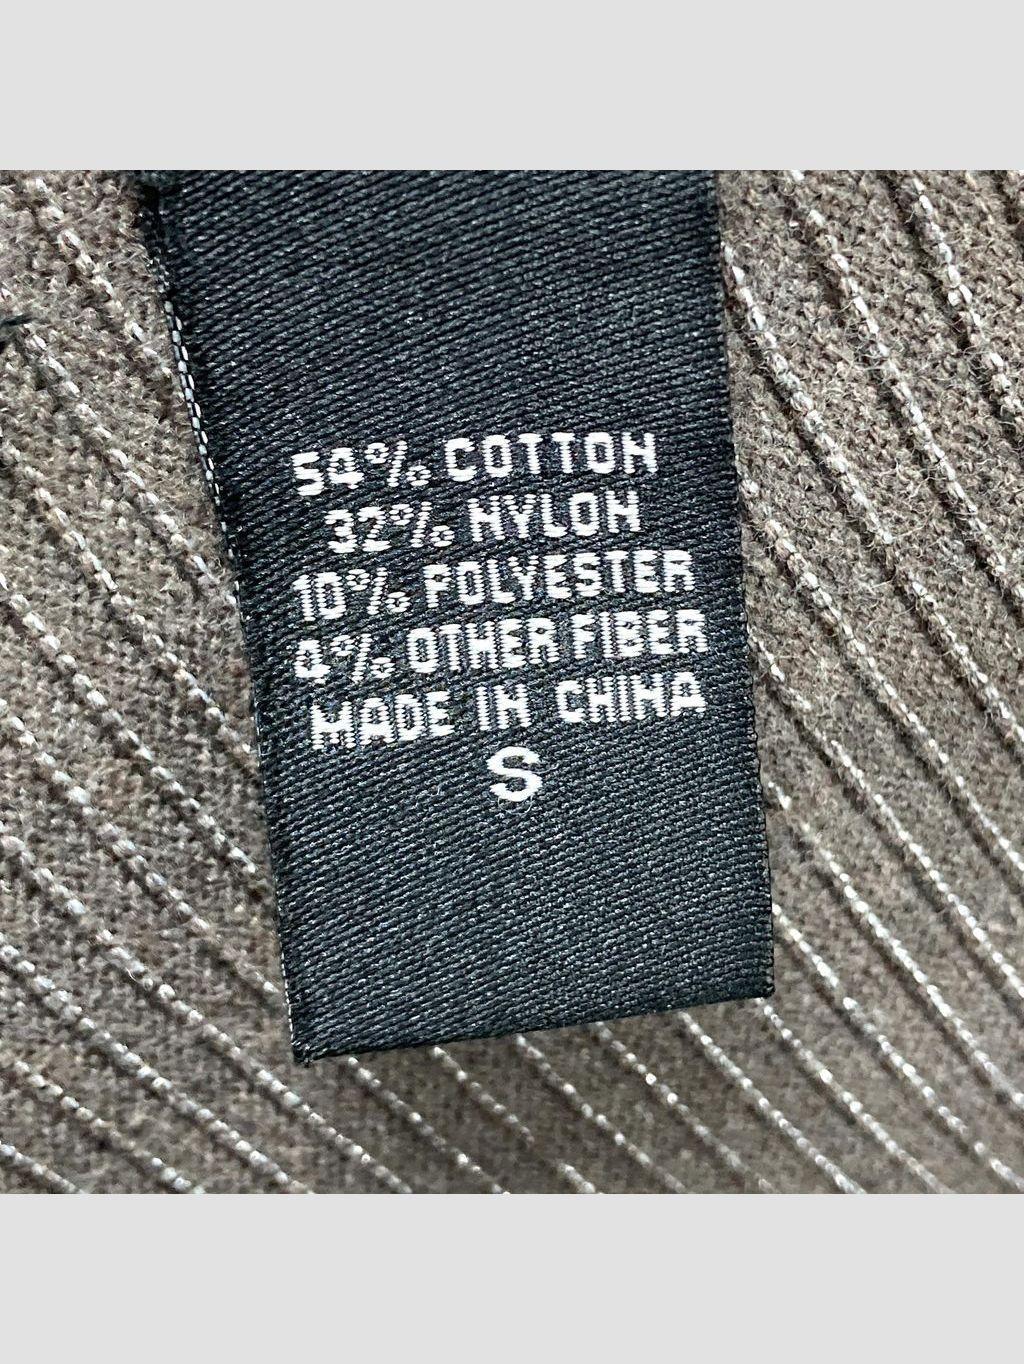 54% COTTON
32% NYLON
10% POLYESTER
4% OTHER FIBER
MADE IN CHINA
S